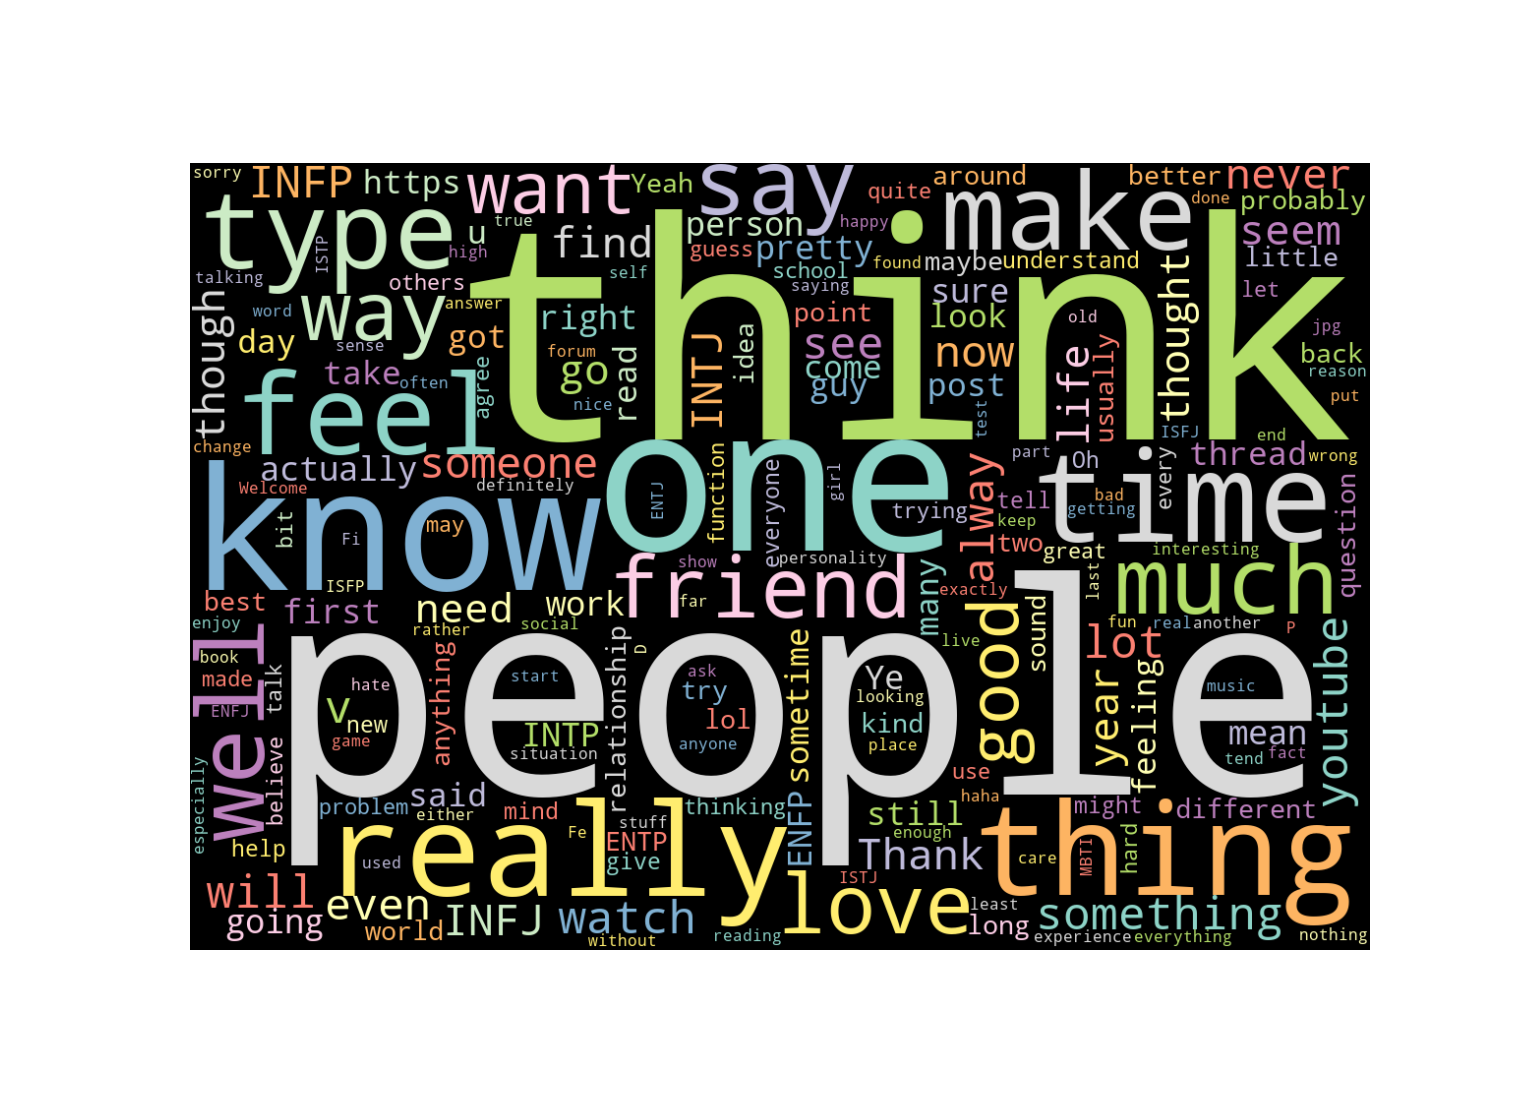 sorry
INFP
https
want
Yeah
say
quite
around
better
never
type
u
true
find
person
happy
make
done
probably
ISTP
high
guess
pretty
seem
talking
others
self
school
found
maybe
understand
little
think
though
word
way
answer
saying
sure
thought
let
day
sense
got
right
point
look
old
jpg
take
often
forum
go
read
INTJ
idea
see
come
guy
now
post
life
usually
back
reason
feel
agree
nice
test
put
change
actually
someone
one
ISFJ
end
Welcome
definitely
function
everyone
girl
alway
part
Oh
thread
wrong
know
bit
Fi
may
ENTJ
trying
tell
time
bad
getting
every
question
ISFP
keep
two
great
interesting
personality
show
friend
many
exactly
last
much
best
first
need
work
far
good
enjoy
rather
social
live
sound
fun
real
another
P
well
book
made
talk
hate
people
anything
start
relationship
D
ask
try
sometime
Ye
looking
lot
year
feeling
music
youtube
ENFJ
v
new
game
INTP
situation
lol
anyone
kind
place
mean
tend
fact
especially
believe
problem
said
either
mind
stuff
thinking
ENFP
still
use
haha
might
different
help
used
really
Fe
ENTP
give
enough
Thank
thing
care
MBTI
hard
will
going
even
world
INFJ
watch
without
reading
love
ISTJ
least
long
something
experience
everything
nothing